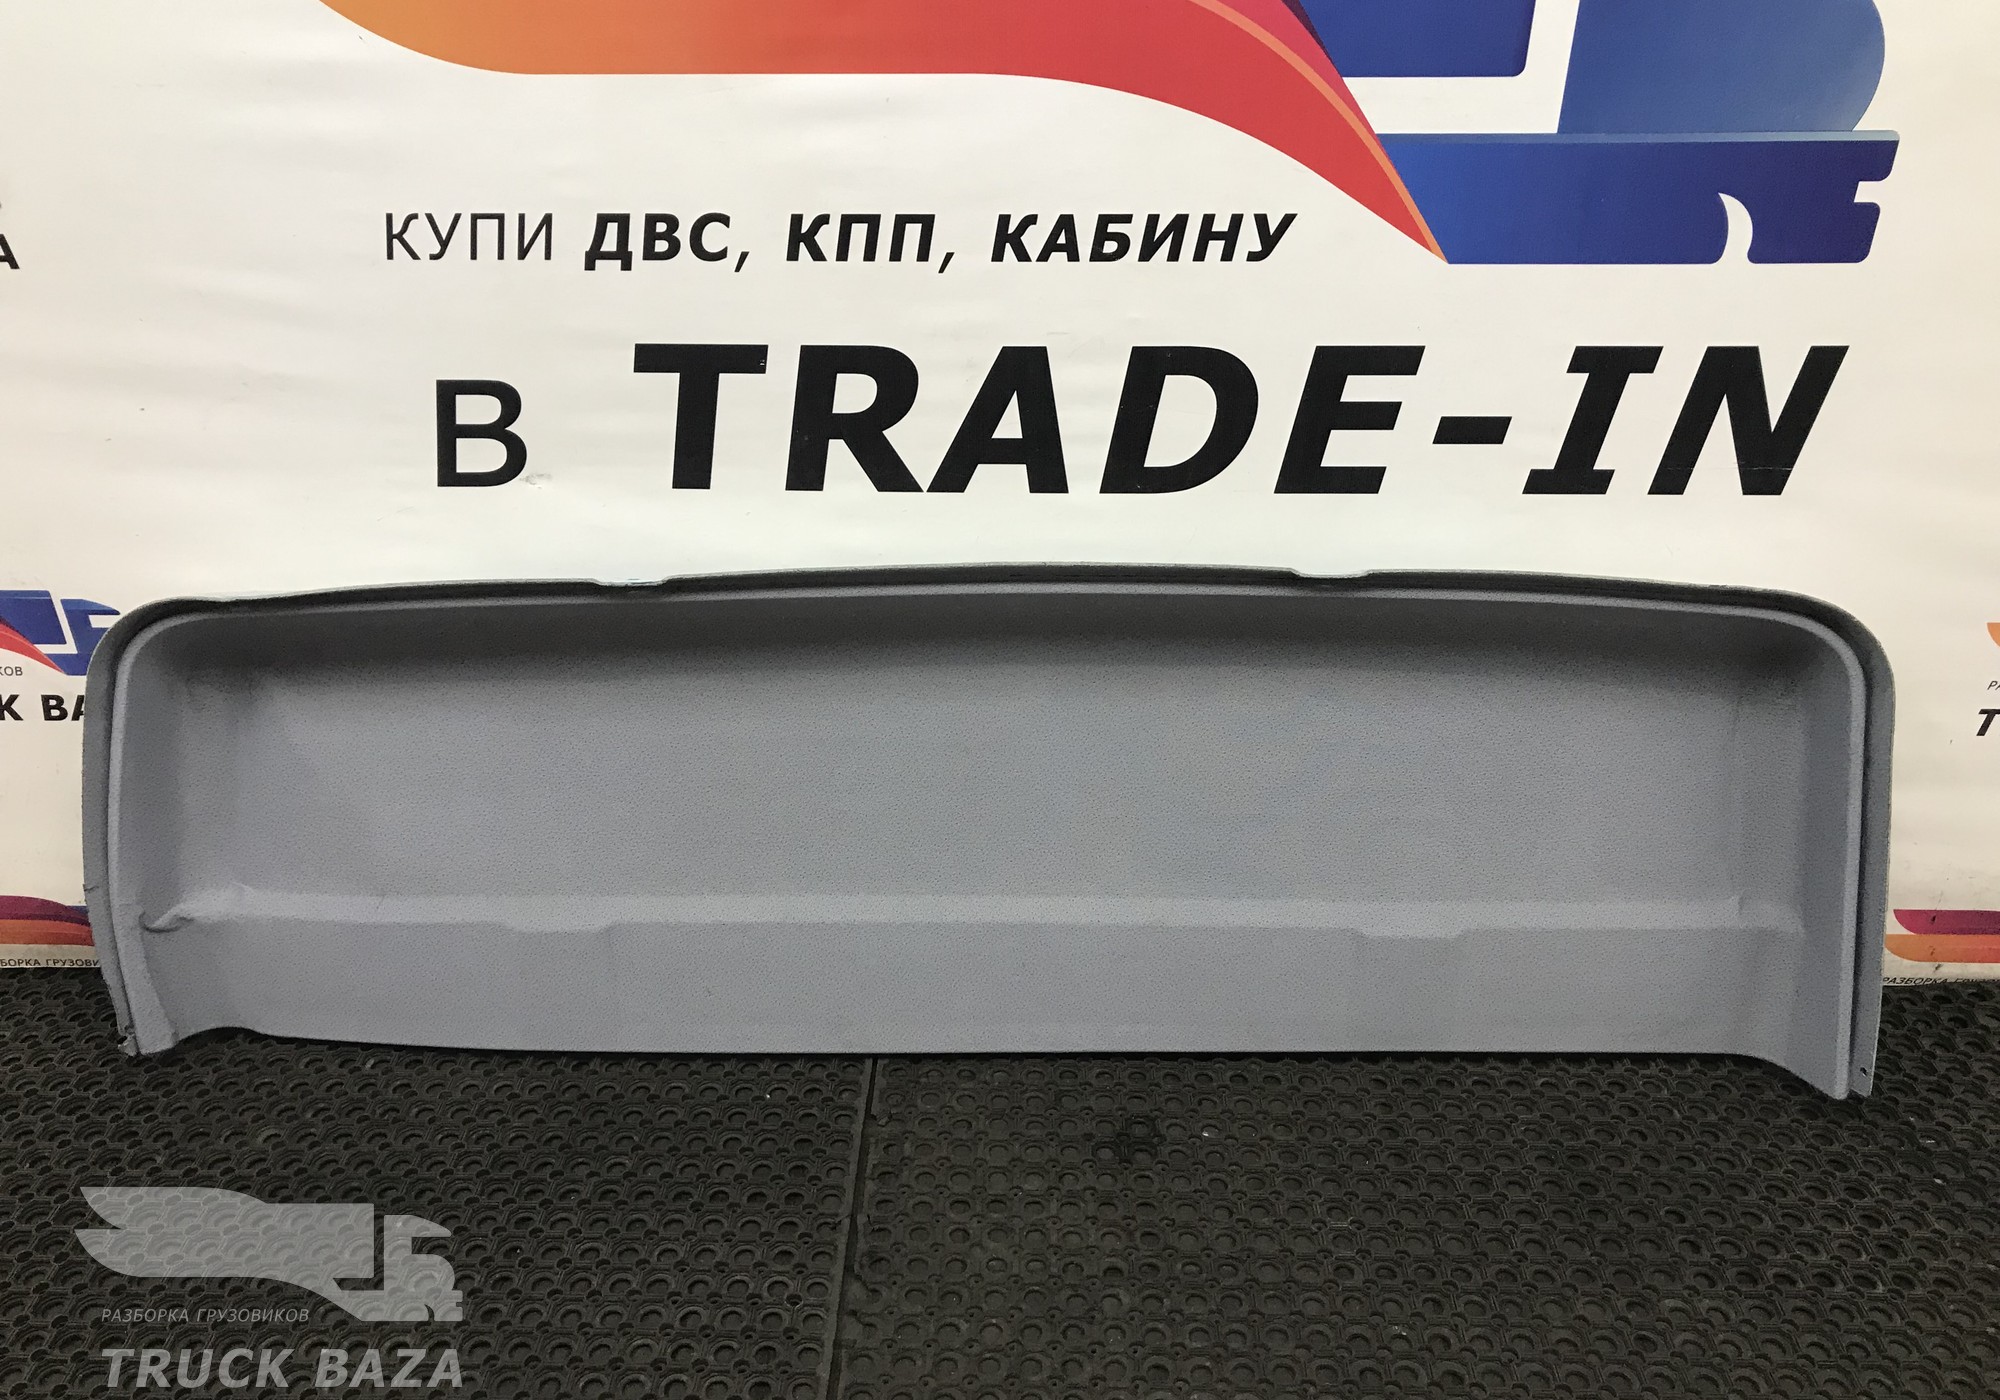 КУПИ ДВС, КПП, КАБИНУ
В TRADE-IN
РАЗБОРКА ГРУЗОВИКОВ
TRUCK BAZA